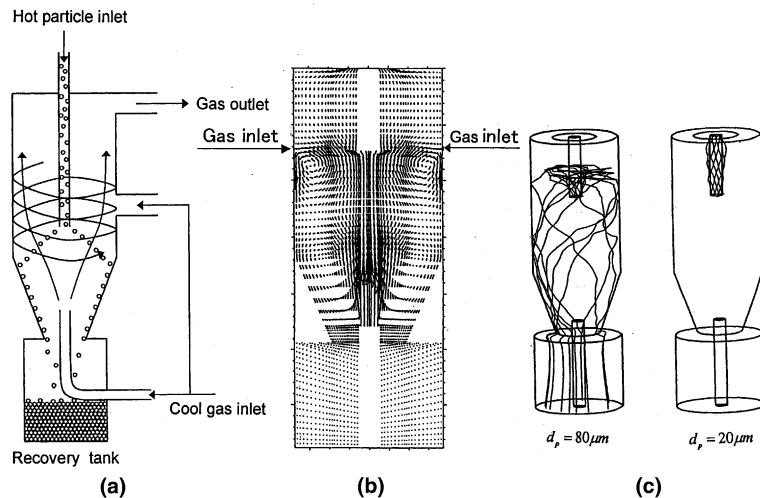 Hot particle inlet
Gas outlet
Cool gas inlet
Recovery tank
(a)
Gas inlet
Gas inlet
(b)
d_p = 80μm
d_p = 20μm
(c)